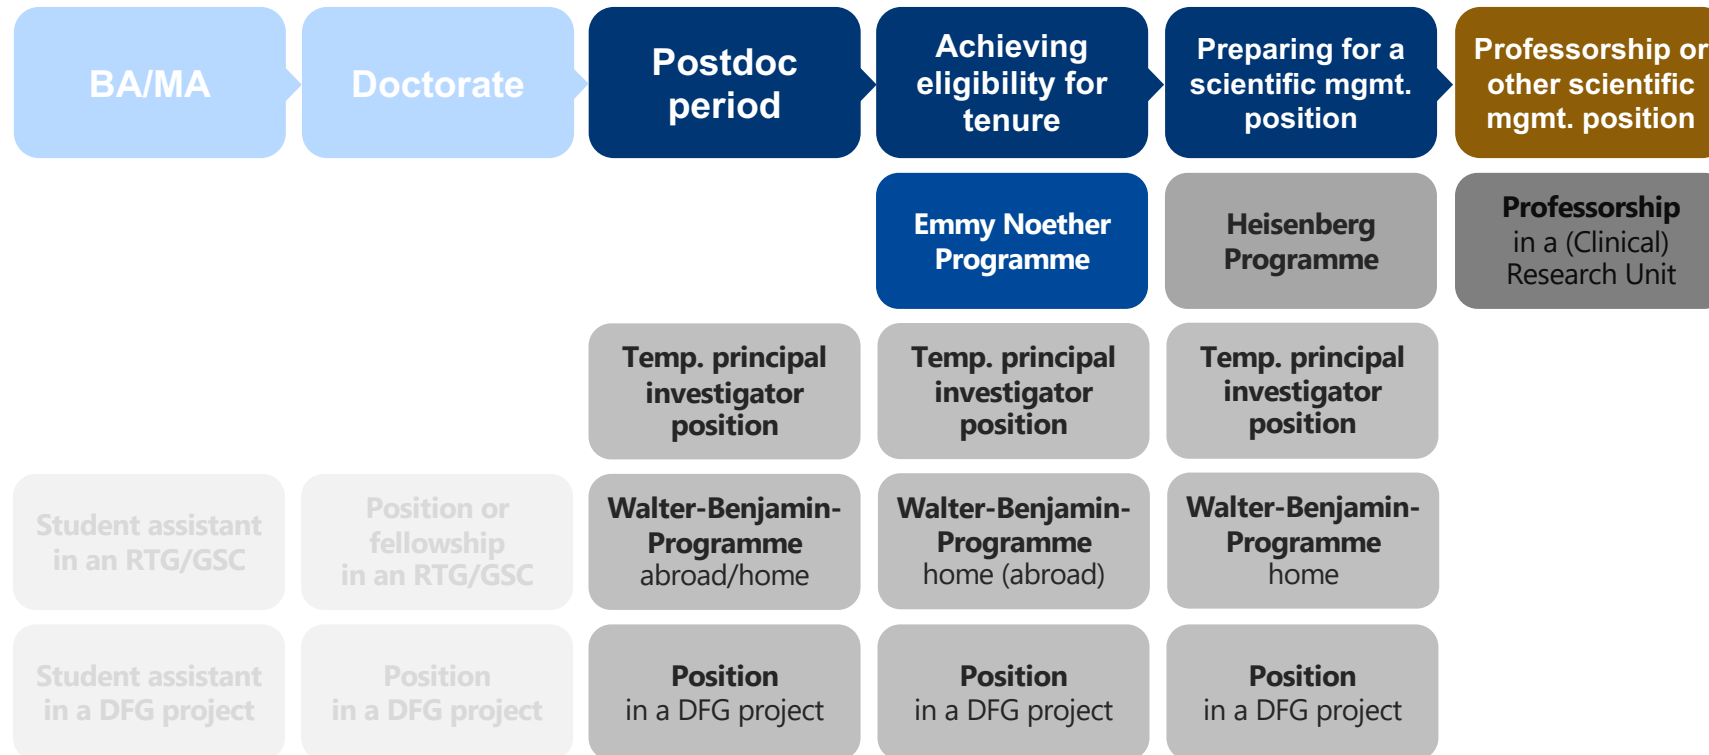 BA/MA
Doctorate
Postdoc
period
Achieving
eligibility for
tenure
Preparing for a
scientific mgmt.
position
Professorship or
other scientific
mgmt. position
Emmy Noether
Programme
Heisenberg
Programme
Professorship
in a (Clinical)
Research Unit
Temp. principal
investigator
position
Temp. principal
investigator
position
Temp. principal
investigator
position
Student assistant
in an RTG/GSC
Position or
fellowship
in an RTG/GSC
Walter-Benjamin-
Programme
abroad/home
Walter-Benjamin-
Programme
home (abroad)
Walter-Benjamin-
Programme
home
Student assistant
in a DFG project
Position
in a DFG project
Position
in a DFG project
Position
in a DFG project
Position
in a DFG project